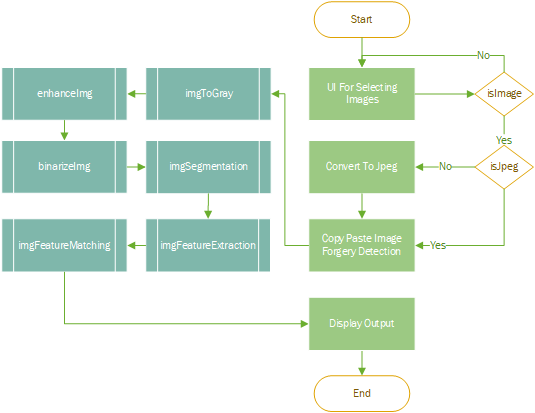 Start
No
UI For Selecting
Images
isImage
Yes
imgToGray
enhanceImg
binarizeImg
imgSegmentation
Convert To Jpeg
No
isJpeg
imgFeatureMatching
imgFeatureExtraction
Copy Paste Image
Forgery Detection
Yes
Display Output
End